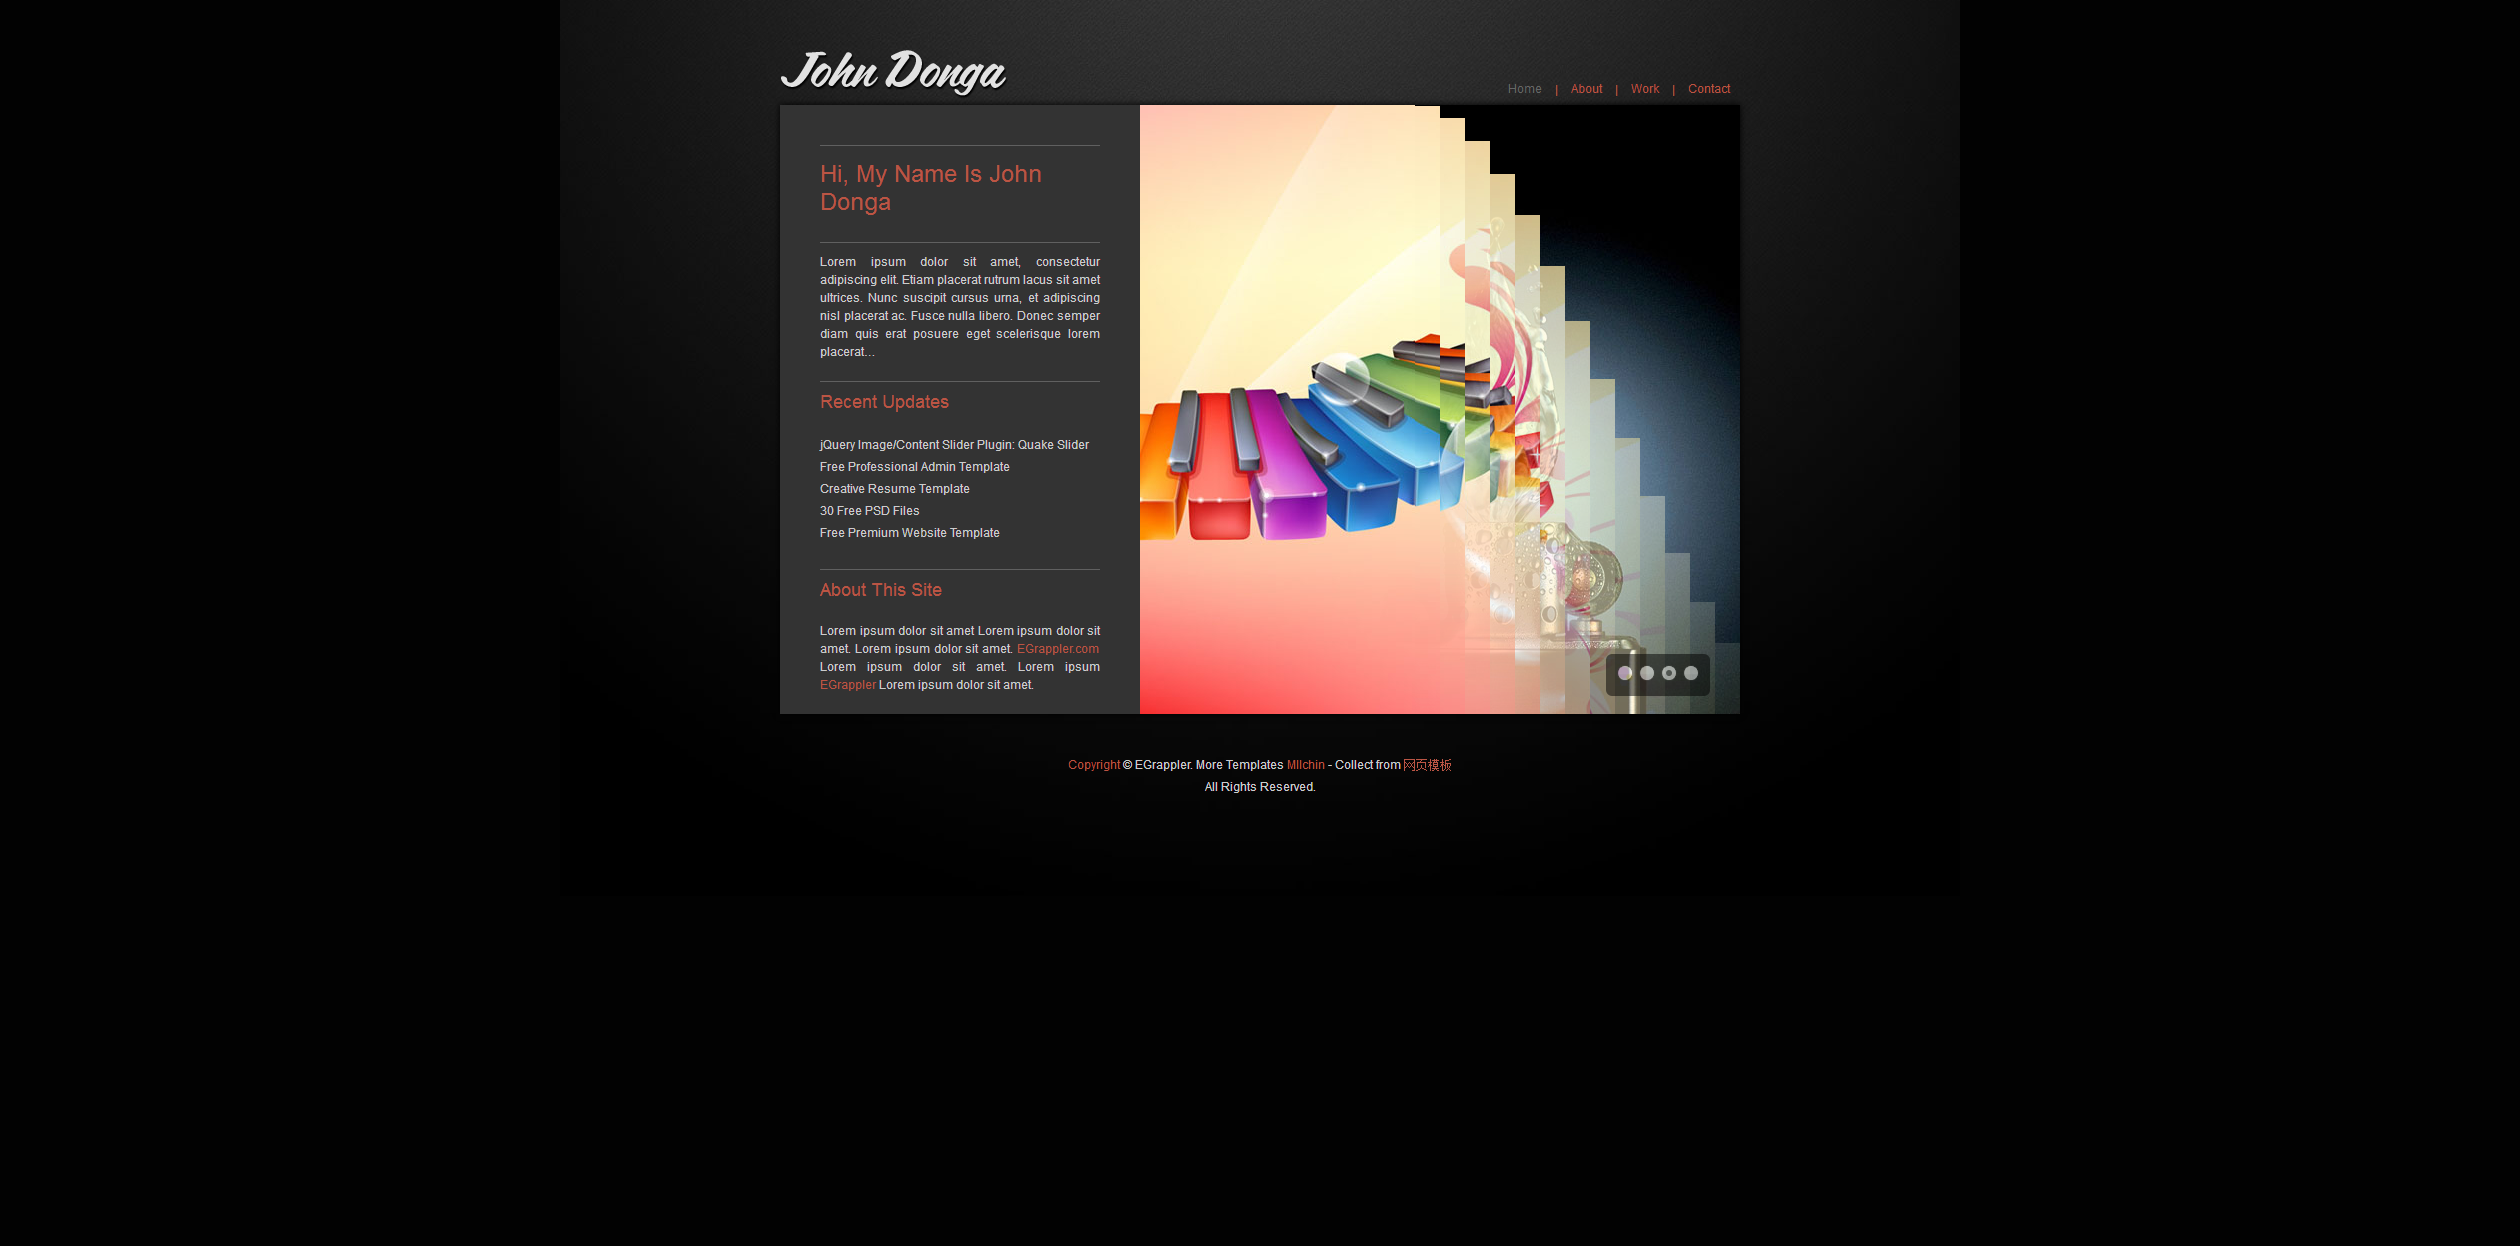 John Donga
Home | About | Work | Contact
Hi, My Name Is John
Donga
Lorem ipsum dolor sit amet, consectetur
adipiscing elit. Etiam placerat rutrum lacus sit amet
ultrices. Nunc suscipit cursus urna, et adipiscing
nisl placerat ac. Fusce nulla libero. Donec semper
diam quis erat posuere eget scelerisque lorem
placerat...
Recent Updates
jQuery Image/Content Slider Plugin: Quake Slider
Free Professional Admin Template
Creative Resume Template
30 Free PSD Files
Free Premium Website Template
About This Site
Lorem ipsum dolor sit amet Lorem ipsum dolor sit
amet. Lorem ipsum dolor sit amet. EGrappler.com
Lorem ipsum dolor sit amet. Lorem ipsum
EGrappler Lorem ipsum dolor sit amet.
Copyright © EGrappler. More Templates MIlchin - Collect from 网页模板
All Rights Reserved.